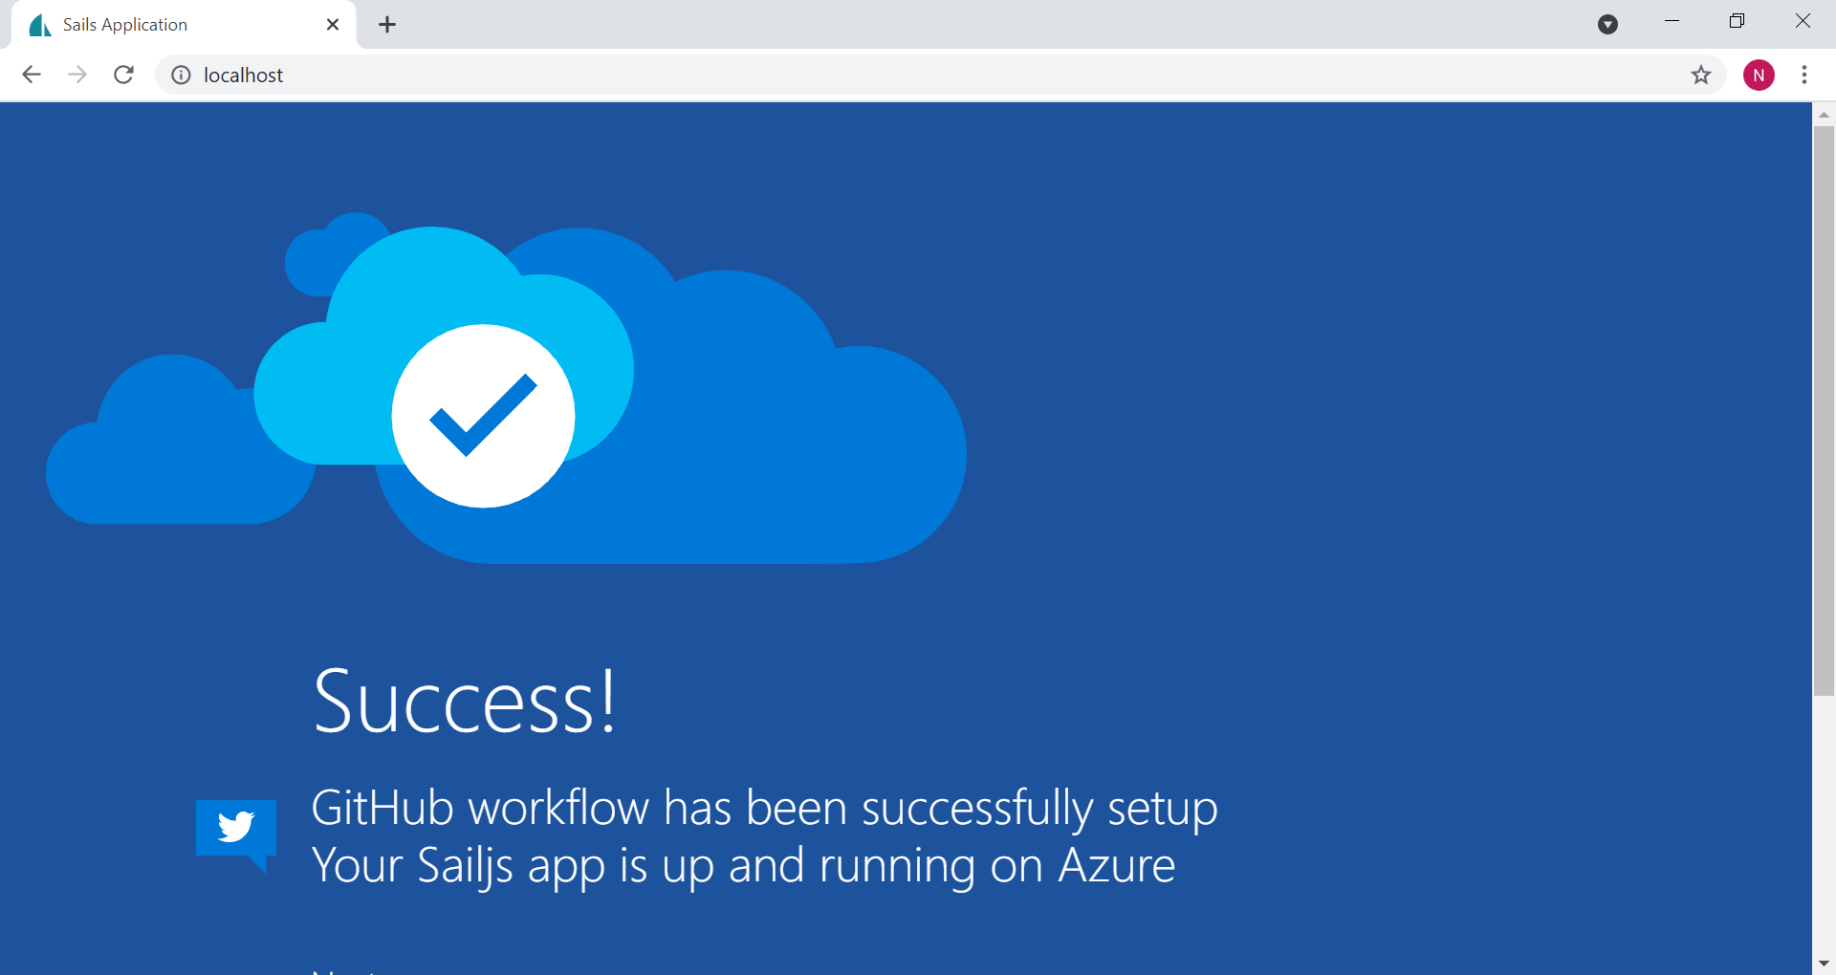 Sails Application
localhost
N
Success!
GitHub workflow has been successfully setup
Your Sailjs app is up and running on Azure